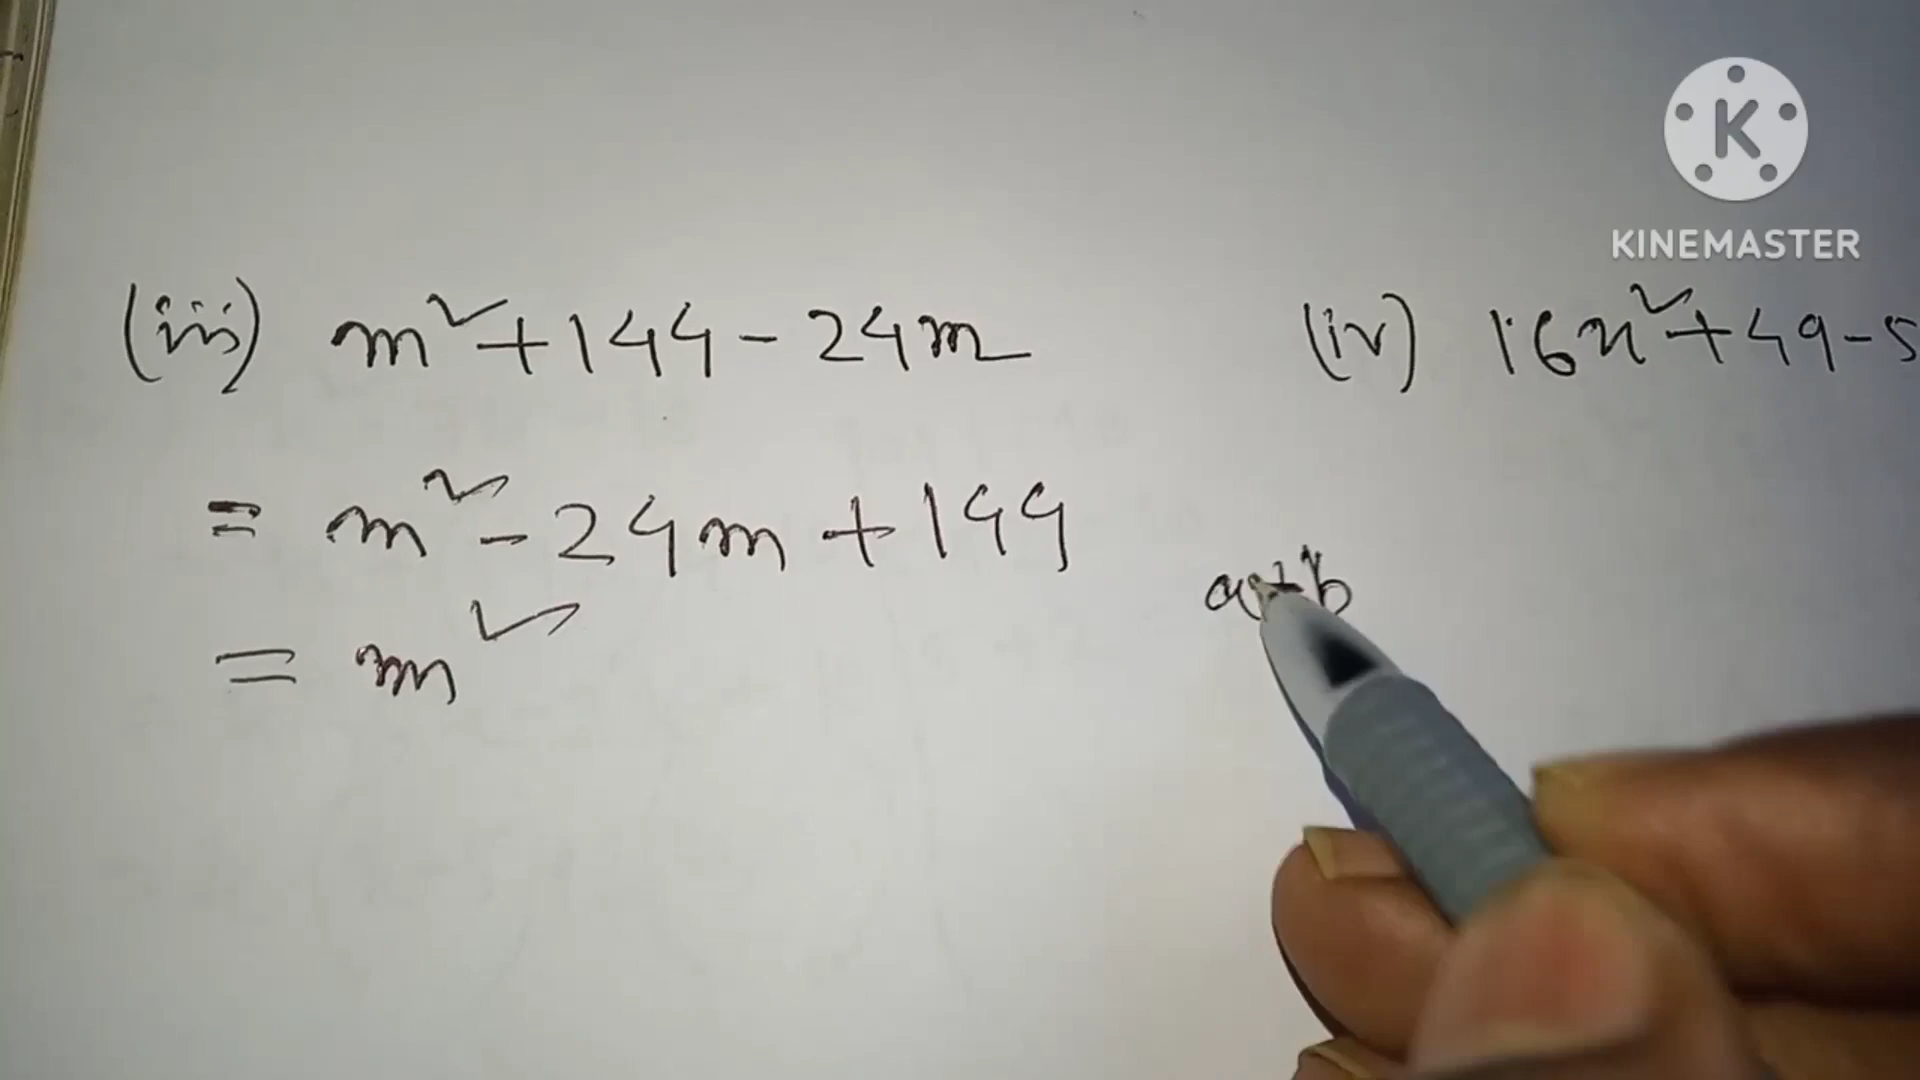 KINEMASTER
(iii) m² + 144 - 24m
(iv) 16x² + 49 - 5
= m² - 24m + 144
a + b
= m²